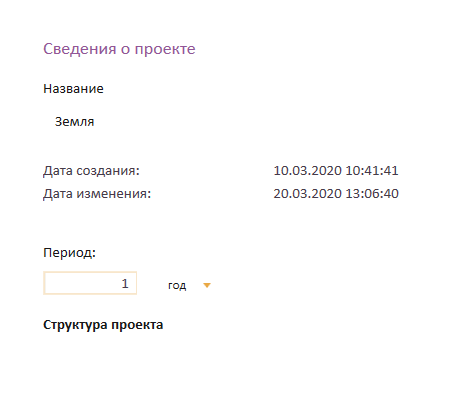 Сведения о проекте
Название
Земля
Дата создания: 10.03.2020 10:41:41
Дата изменения: 20.03.2020 13:06:40
Период:
1 год
Структура проекта